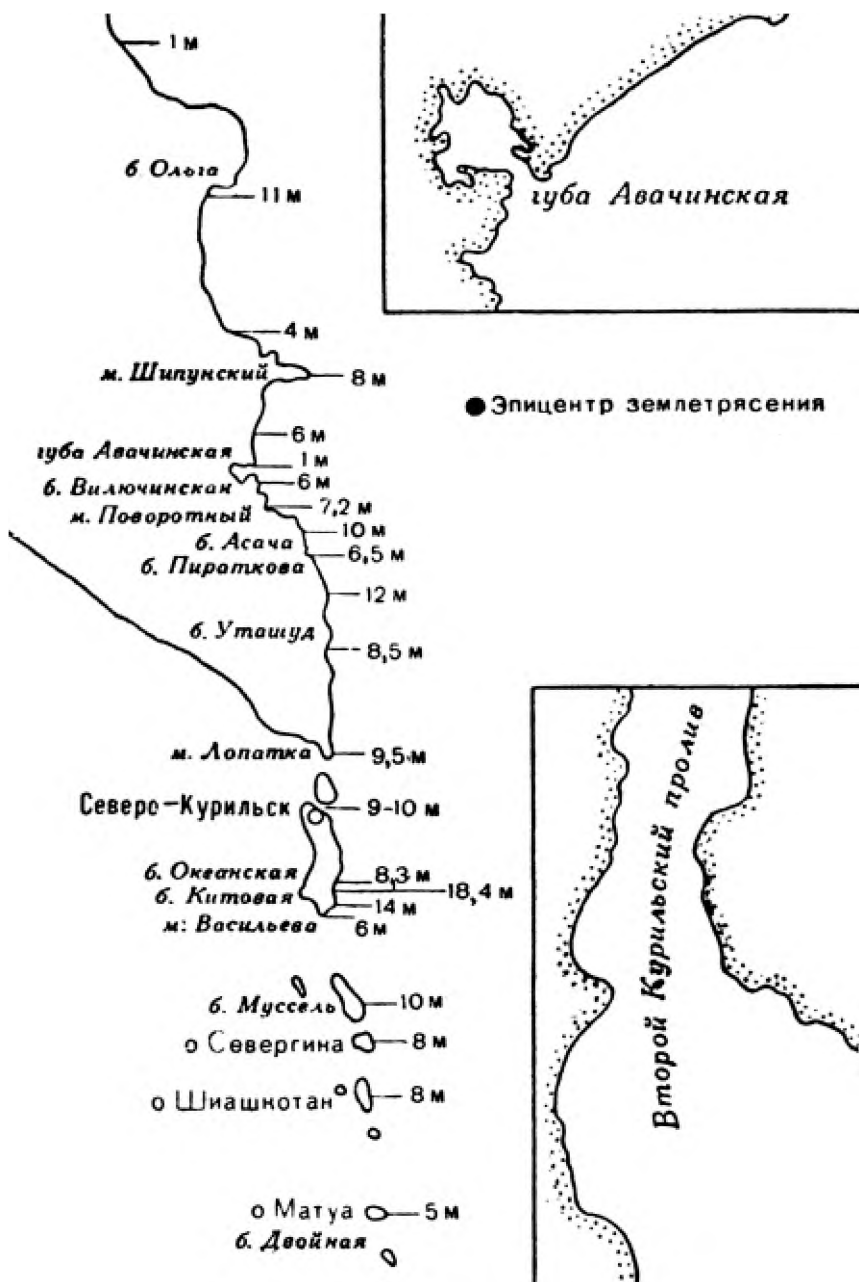 1 м
б Ольга
11 м
4 м
м. Шипунский
8 м
губа Авачинская
● Эпицентр землетрясения
6 м
губа Авачинская
1 м
б. Вилючинская
6 м
м. Поворотный
7,2 м
10 м
б. Асача
6,5 м
б. Пираткова
12 м
б. Уташуд
8,5 м
м. Лопатка
9,5 м
Северо-Курильск
9-10 м
б. Океанская
8,3 м
б. Китовая
18,4 м
14 м
м: Васильева
6 м
б. Муссель
10 м
о Севергина
8 м
о Шиашкотан
8 м
о Матуа
5 м
б. Двойная
Второй Курильский пролив